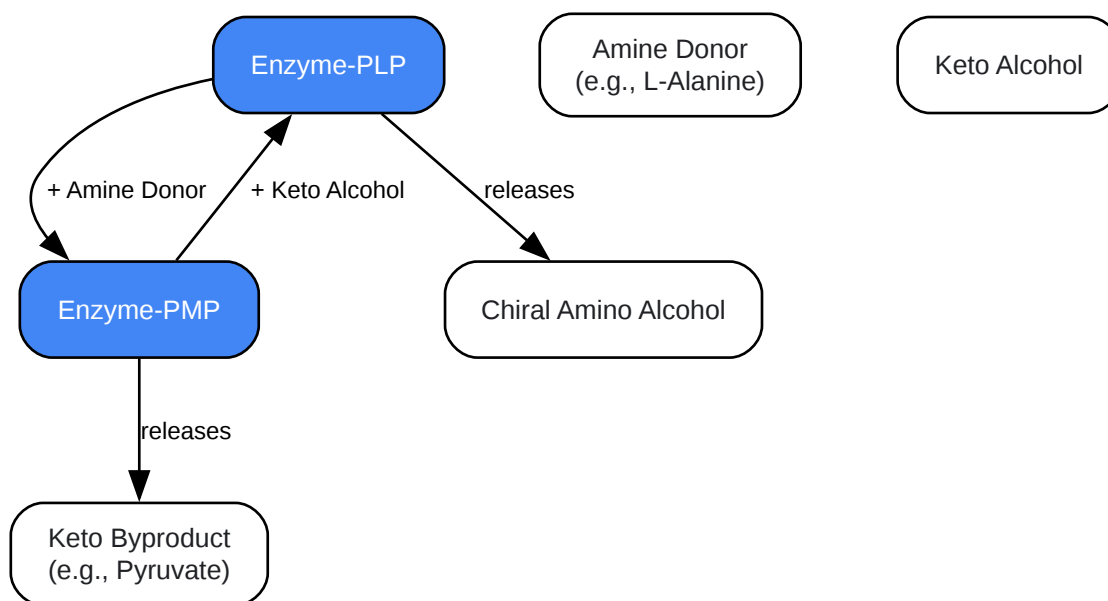 Enzyme-PLP
Amine Donor
(e.g., L-Alanine)
Keto Alcohol
+ Amine Donor
+ Keto Alcohol
releases
Enzyme-PMP
Chiral Amino Alcohol
releases
Keto Byproduct
(e.g., Pyruvate)